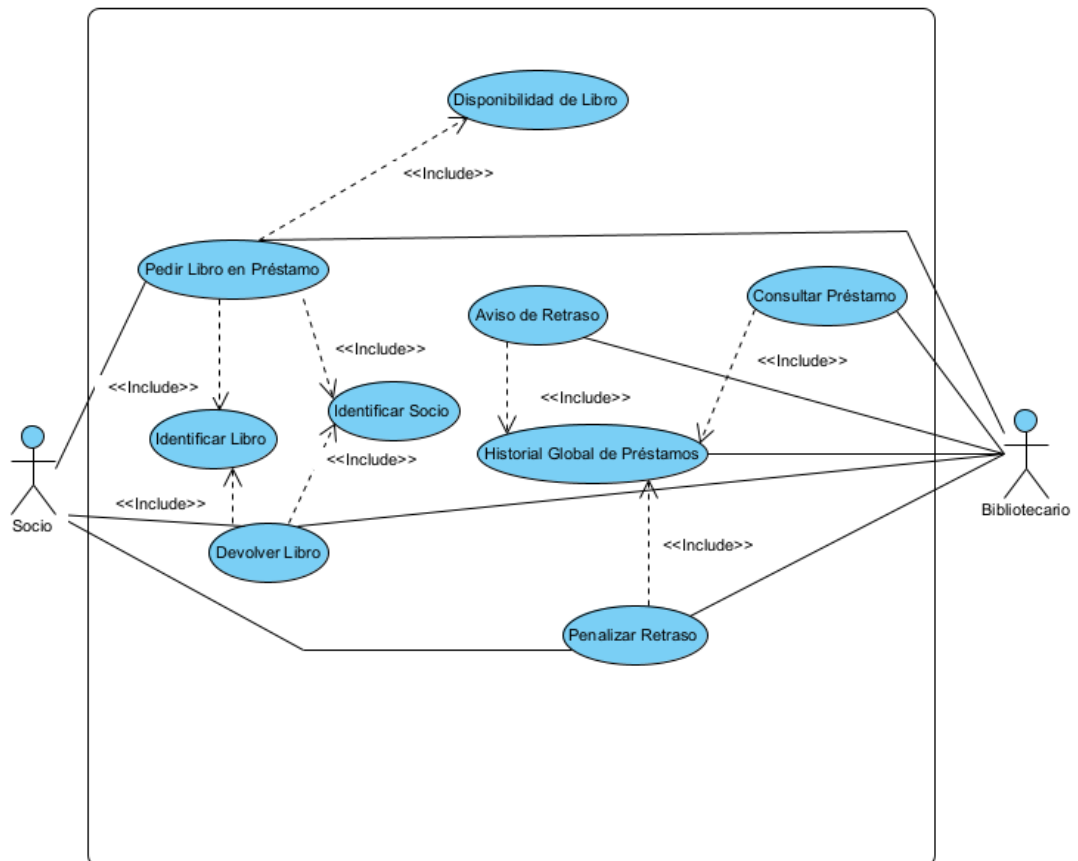 Disponibilidad de Libro
<<Include>>
Pedir Libro en Préstamo
Consultar Préstamo
Aviso de Retraso
<<Include>>
<<Include>>
<<Include>>
<<Include>>
Identificar Socio
Identificar Libro
Historial Global de Préstamos
<<Include>>
<<Include>>
Socio
Bibliotecario
Devolver Libro
<<Include>>
Penalizar Retraso